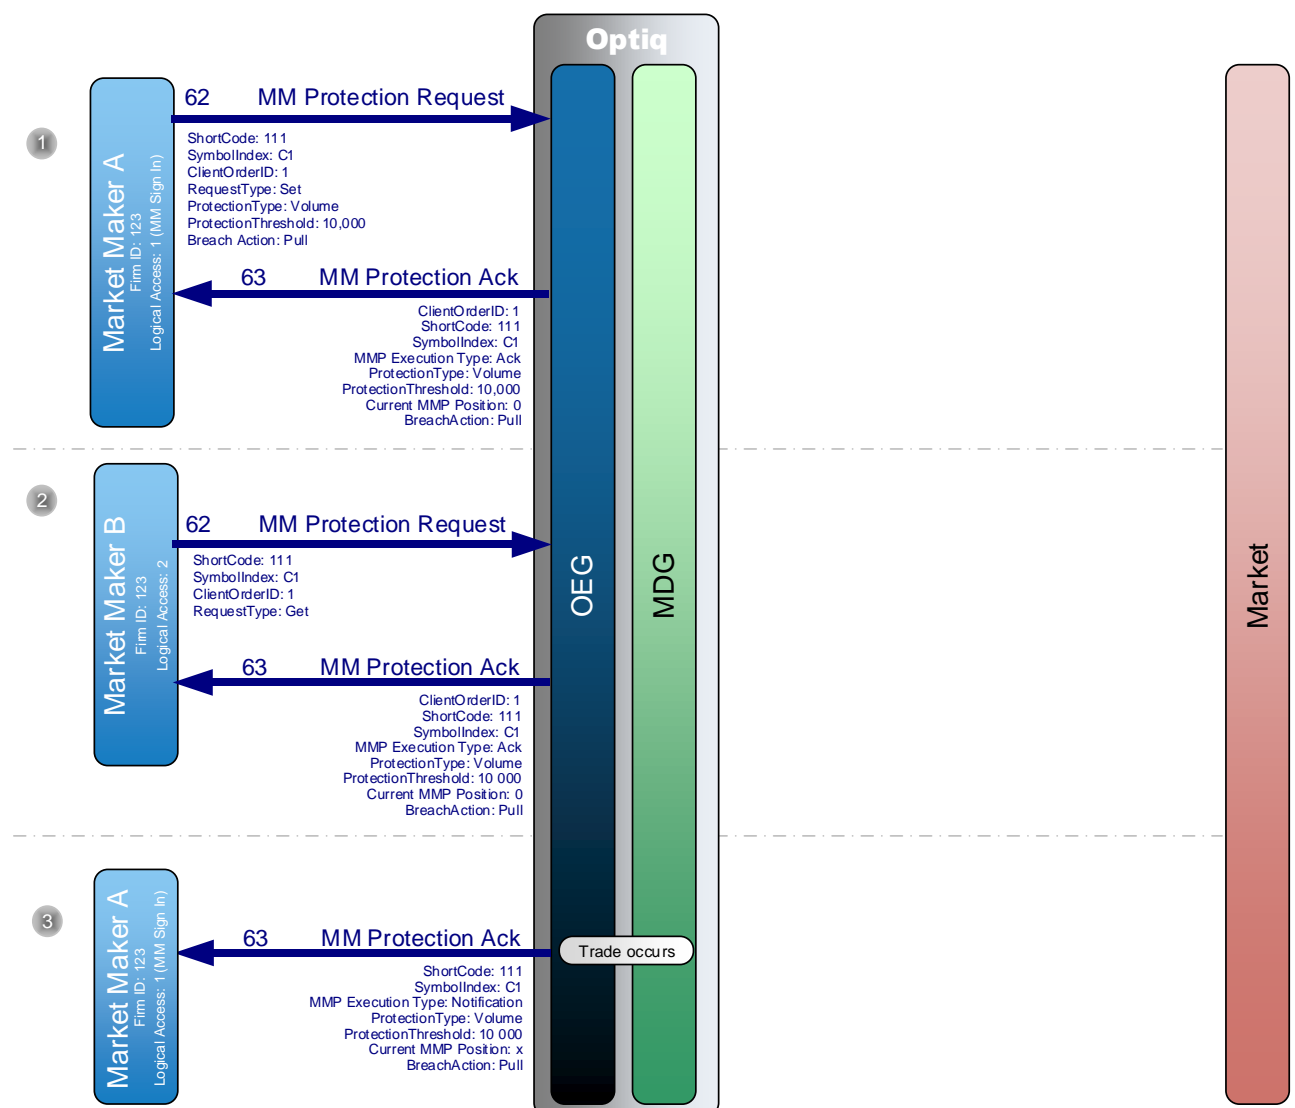 Optiq
1
Market Maker A
Firm ID: 123
Logical Access: 1 (MM Sign In)
62 MM Protection Request
ShortCode: 111
SymbolIndex: C1
ClientOrderID: 1
RequestType: Set
ProtectionType: Volume
ProtectionThreshold: 10,000
Breach Action: Pull
63 MM Protection Ack
ClientOrderID: 1
ShortCode: 111
SymbolIndex: C1
MMP Execution Type: Ack
ProtectionType: Volume
ProtectionThreshold: 10,000
Current MMP Position: 0
BreachAction: Pull
2
Market Maker B
Firm ID: 123
Logical Access: 2
62 MM Protection Request
ShortCode: 111
SymbolIndex: C1
ClientOrderID: 1
RequestType: Get
OEG
MDG
Market
63 MM Protection Ack
ClientOrderID: 1
ShortCode: 111
SymbolIndex: C1
MMP Execution Type: Ack
ProtectionType: Volume
ProtectionThreshold: 10 000
Current MMP Position: 0
BreachAction: Pull
3
Market Maker A
Firm ID: 123
Logical Access: 1 (MM Sign In)
63 MM Protection Ack
Trade occurs
ShortCode: 111
SymbolIndex: C1
MMP Execution Type: Notification
ProtectionType: Volume
ProtectionThreshold: 10 000
Current MMP Position: x
BreachAction: Pull